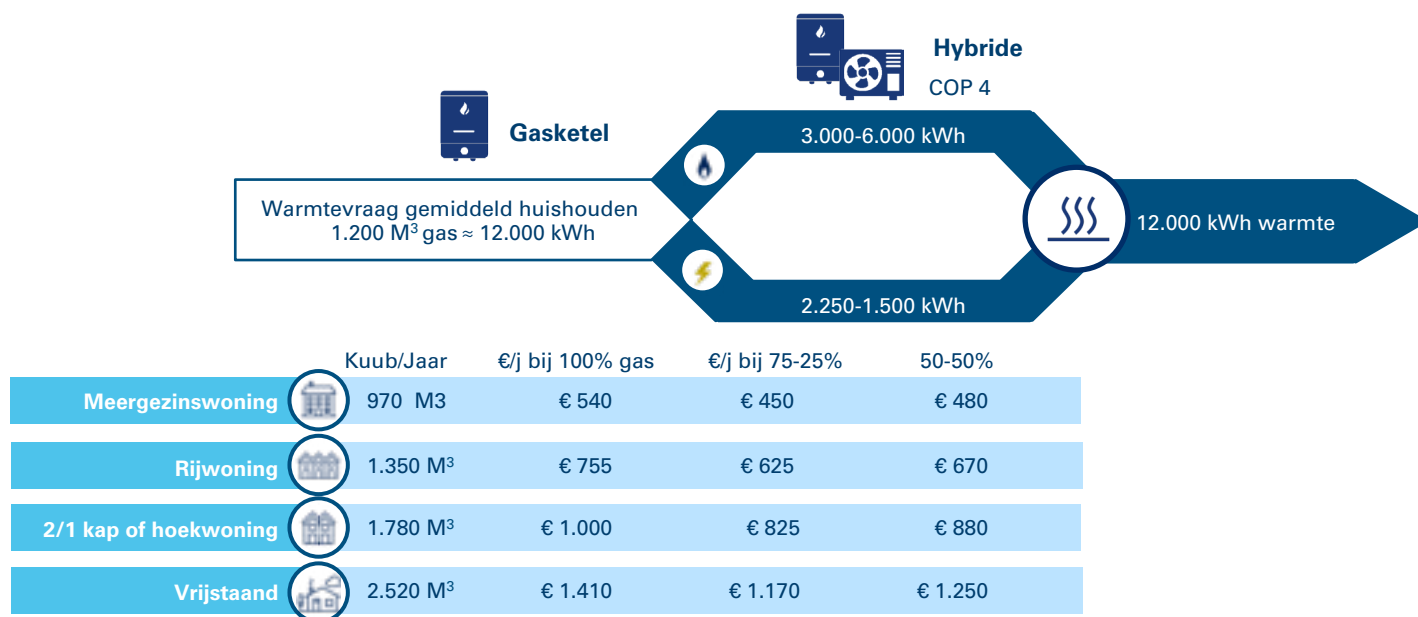 Hybride
COP 4
Gasketel
3.000-6.000 kWh
Warmtevraag gemiddeld huishouden
1.200 M³ gas ≈ 12.000 kWh
12.000 kWh warmte
2.250-1.500 kWh
Kuub/Jaar €/j bij 100% gas €/j bij 75-25% 50-50%
Meergezinswoning 970 M3 € 540 € 450 € 480
Rijwoning 1.350 M³ € 755 € 625 € 670
2/1 kap of hoekwoning 1.780 M³ € 1.000 € 825 € 880
Vrijstaand 2.520 M³ € 1.410 € 1.170 € 1.250